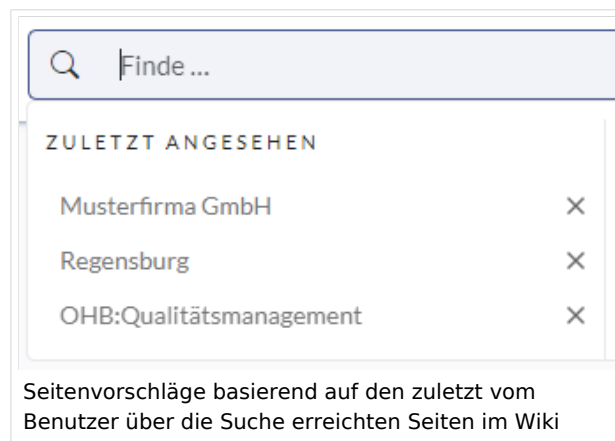 Finde ...
ZULETZT ANGESEHEN
Musterfirma GmbH
Regensburg
OHB:Qualitätsmanagement
Seitenvorschläge basierend auf den zuletzt vom
Benutzer über die Suche erreichten Seiten im Wiki